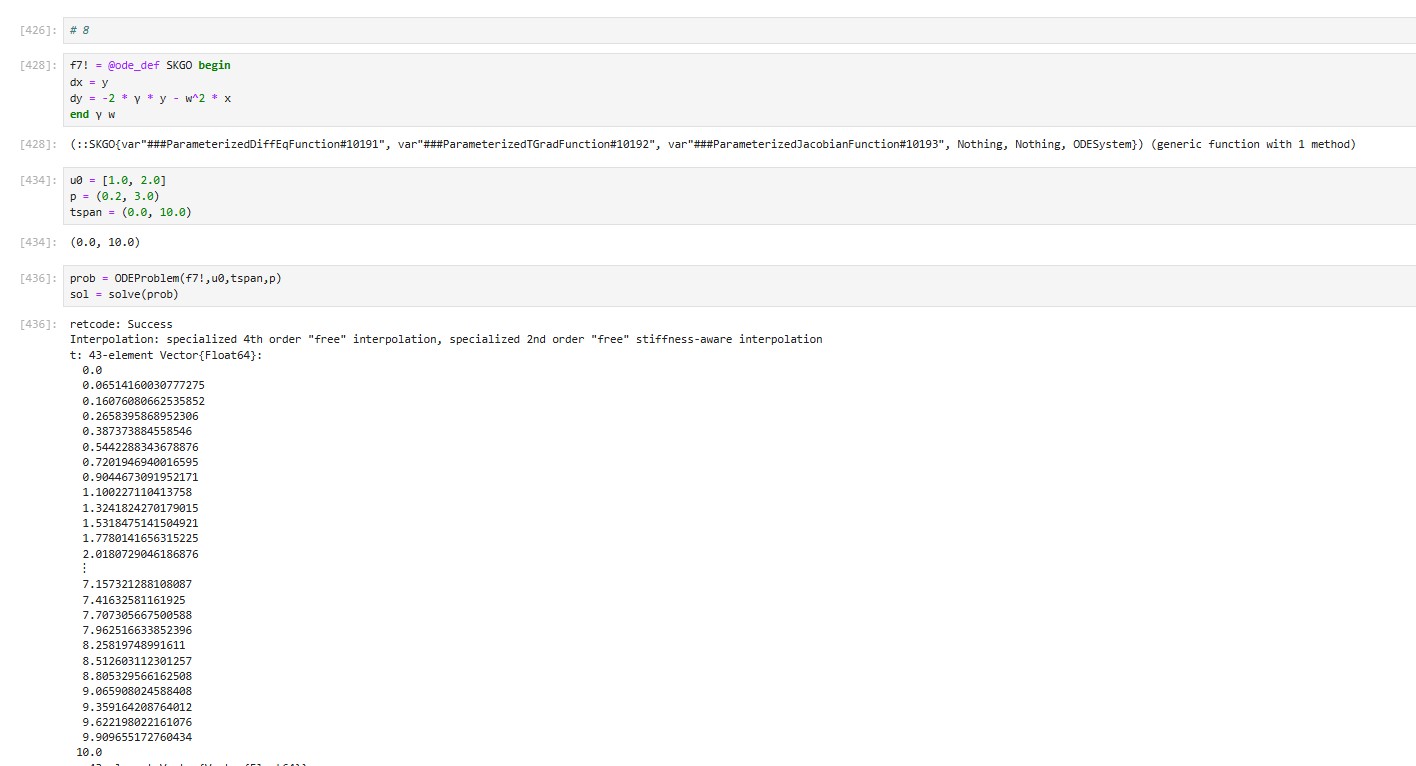 [426]: # 8
[428]: f7! = @ode_def SKGO begin
dx = y
dy = -2 * γ * y - w^2 * x
end γ w
[428]: (::SKGO{var"###ParameterizedDiffEqFunction#10191", var"###ParameterizedTGradFunction#10192", var"###ParameterizedJacobianFunction#10193", Nothing, Nothing, ODESystem}) (generic function with 1 method)
[434]: u0 = [1.0, 2.0]
p = (0.2, 3.0)
tspan = (0.0, 10.0)
[434]: (0.0, 10.0)
[436]: prob = ODEProblem(f7!,u0,tspan,p)
sol = solve(prob)
[436]: retcode: Success
Interpolation: specialized 4th order "free" interpolation, specialized 2nd order "free" stiffness-aware interpolation
t: 43-element Vector{Float64}:
0.0
0.06514160030777275
0.16076080662535852
0.2658395868952306
0.387373884558546
0.5442288343678876
0.7201946940016595
0.9044673091952171
1.100227110413758
1.3241824270179015
1.5318475141504921
1.7780141656315225
2.0180729046186876
⋮
7.157321288108087
7.41632581161925
7.707305667500588
7.962516633852396
8.25819748991611
8.512603112301257
8.805329566162508
9.065908024588408
9.359164208764012
9.622198022161076
9.909655172760434
10.0